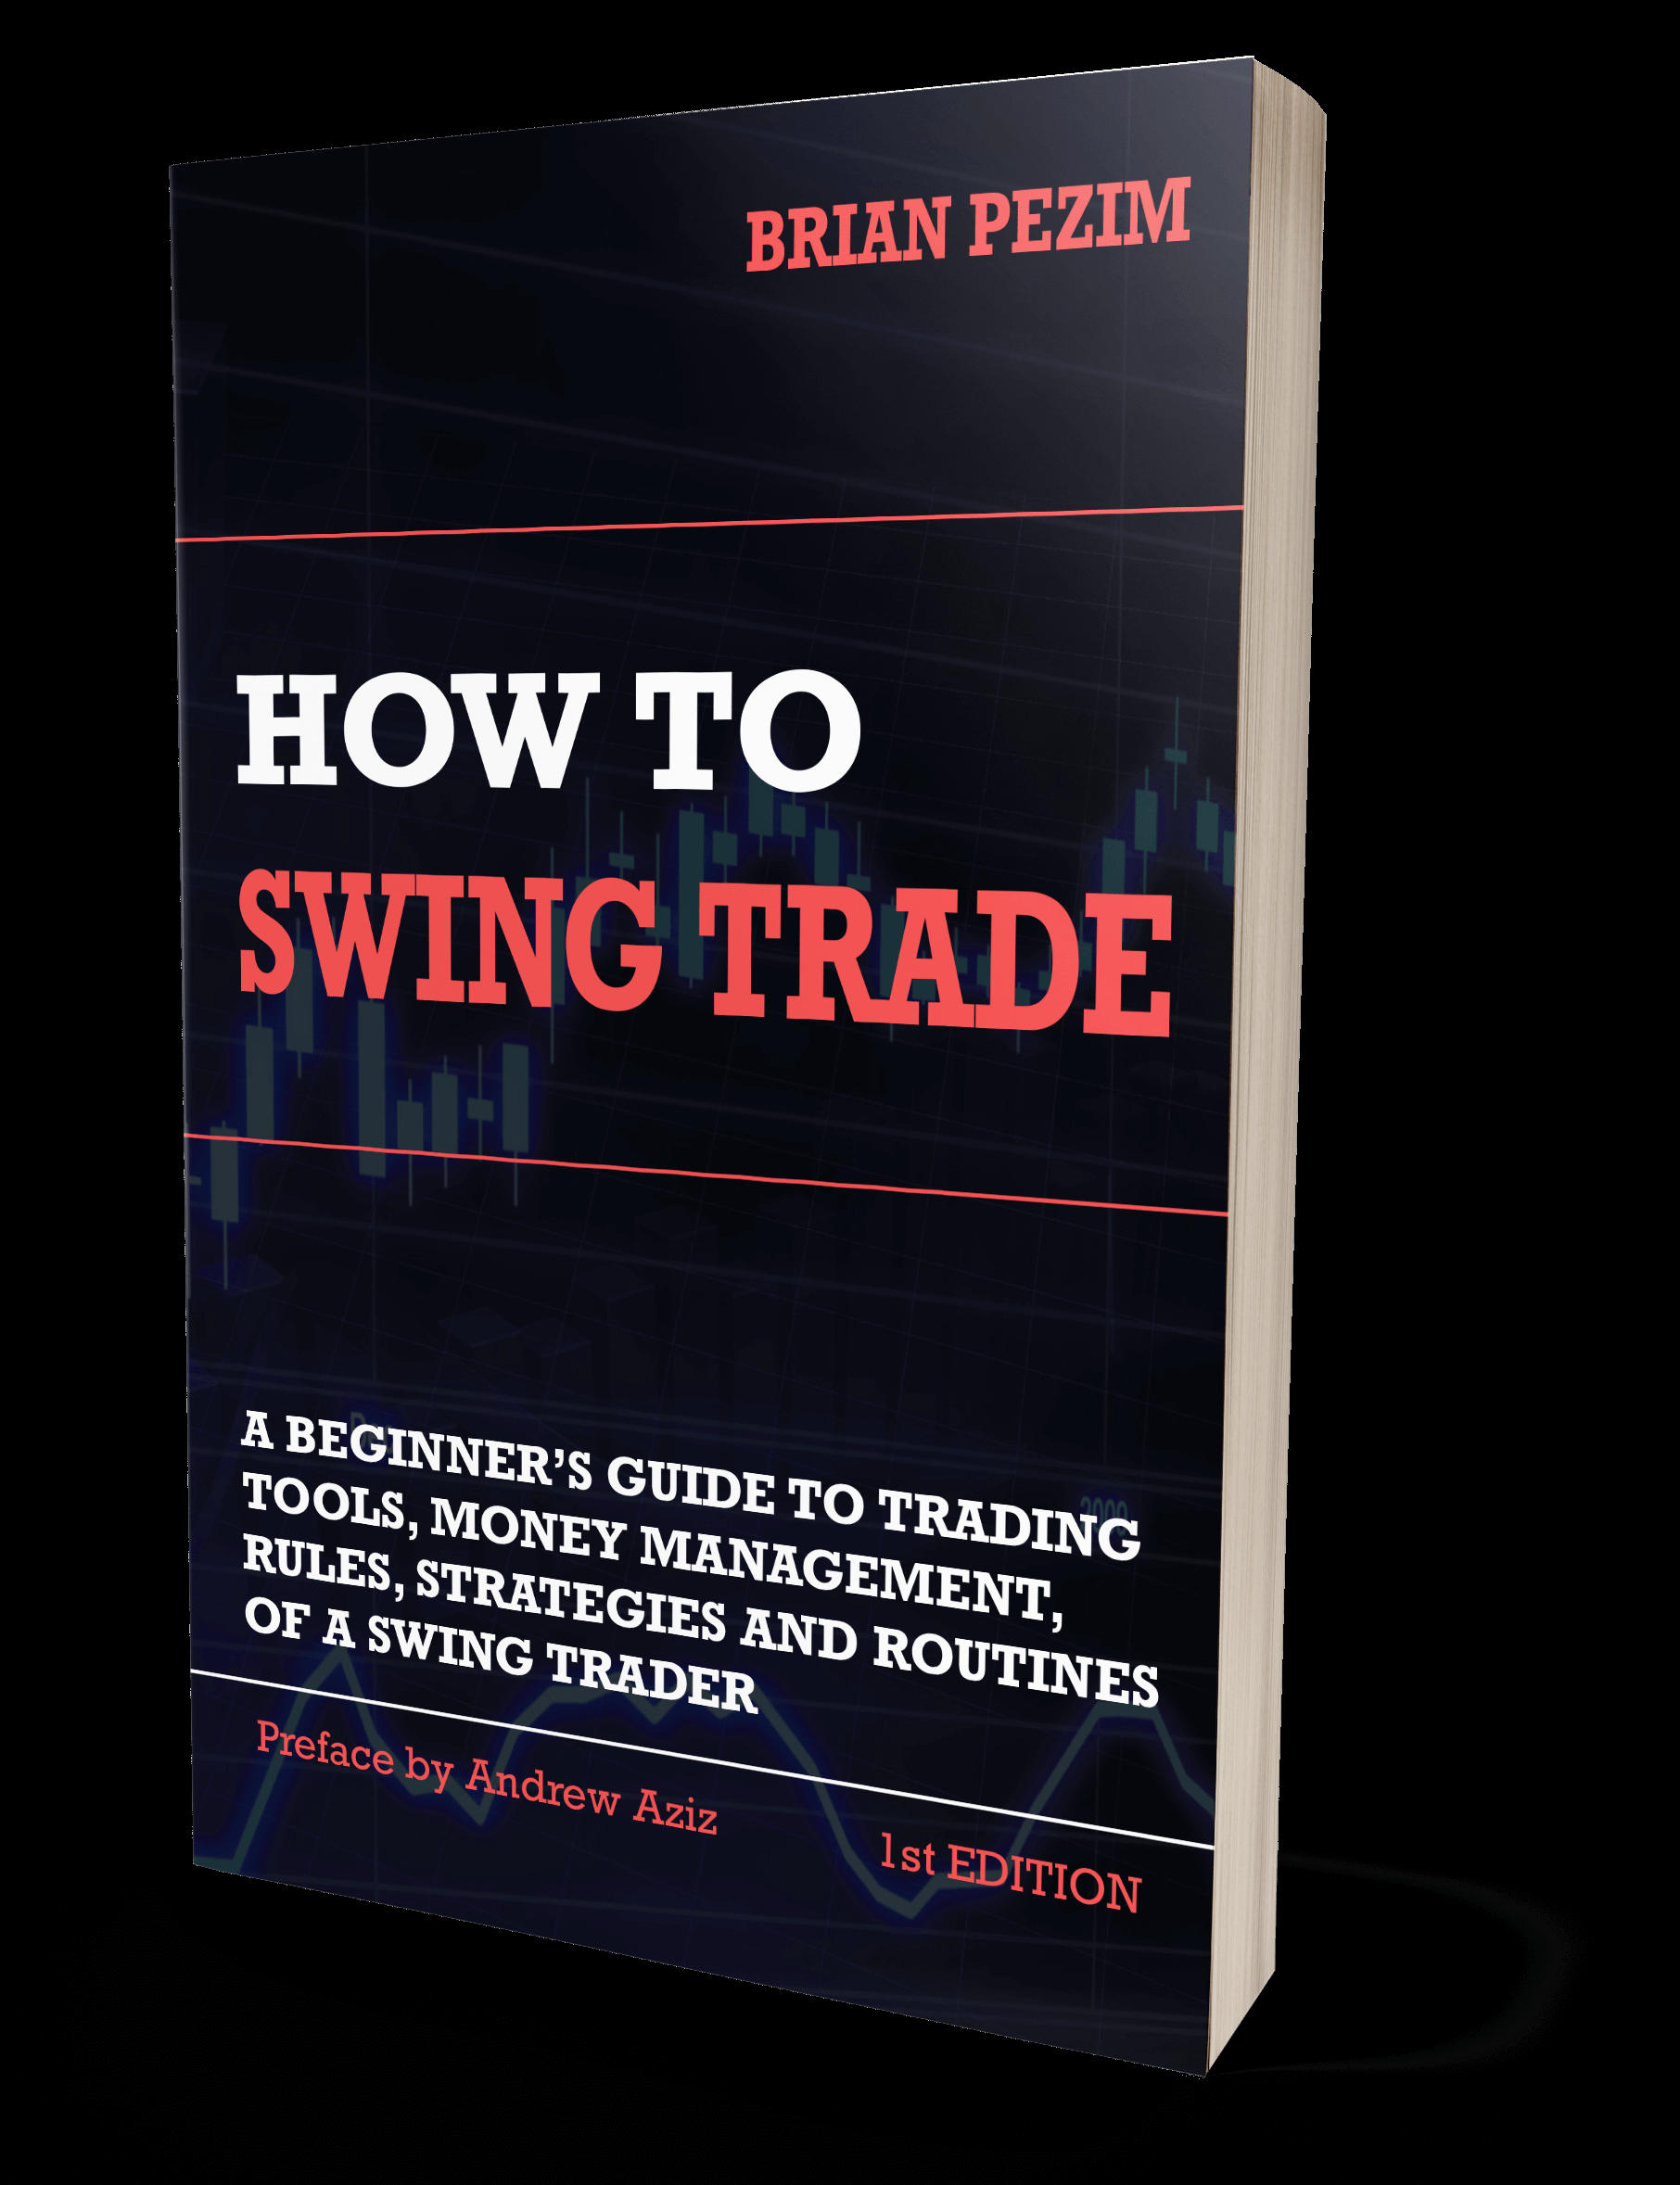 BRIAN PEZIM
HOW TO
SWING TRADE
A BEGINNER'S GUIDE TO TRADING
TOOLS, MONEY MANAGEMENT,
RULES, STRATEGIES AND ROUTINES
OF A SWING TRADER
Preface by Andrew Aziz
1st EDITION